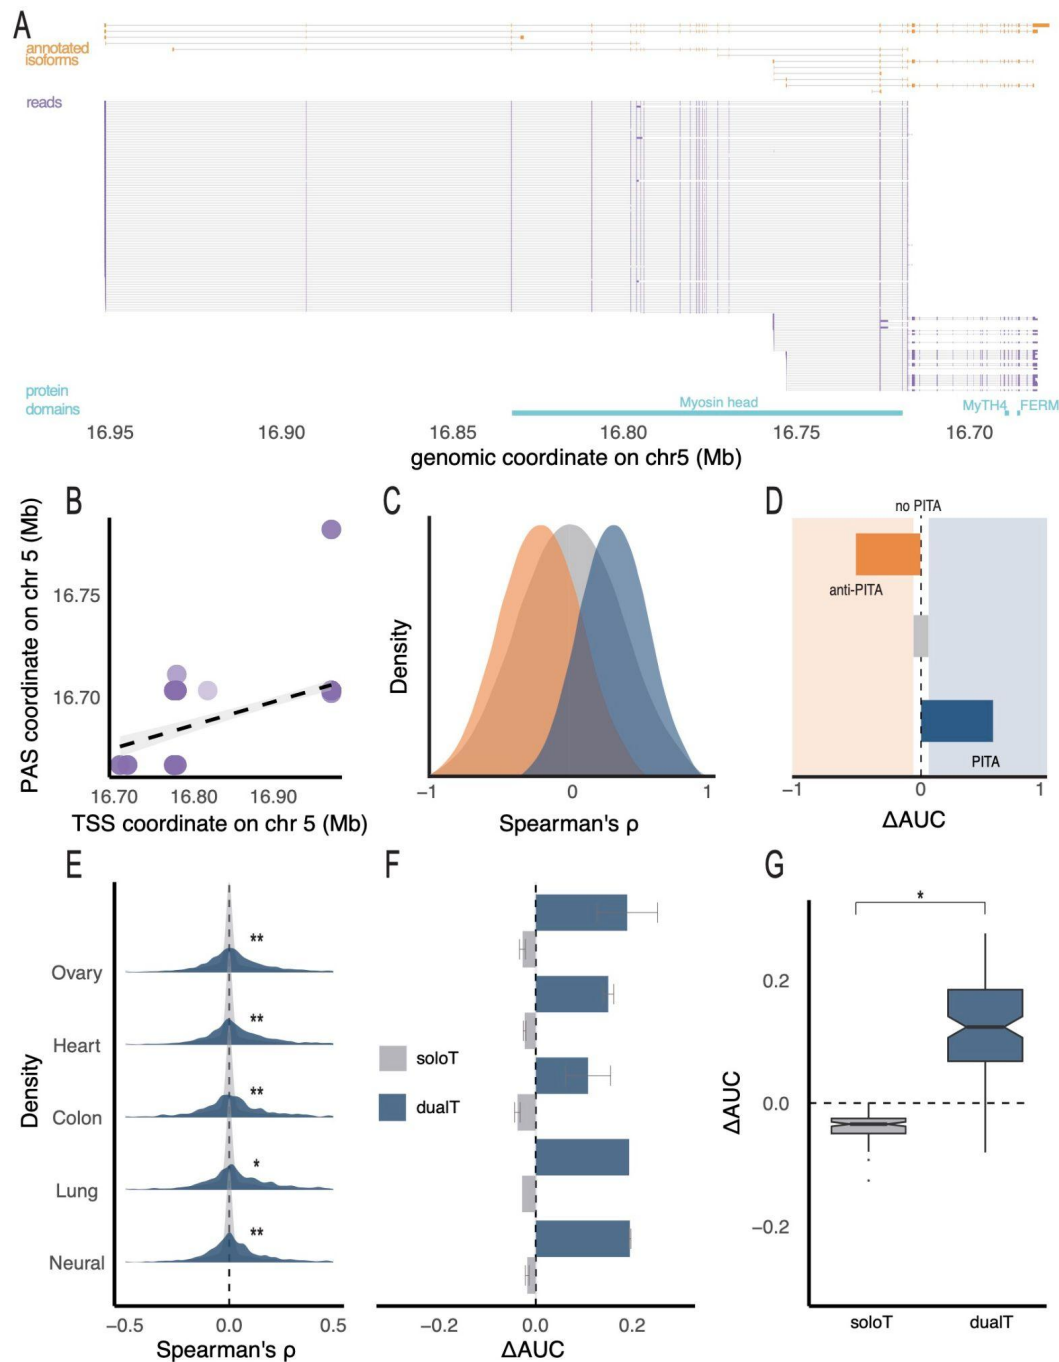 A
annotated
isoforms
reads
protein
domains
Myosin head
MyTH4
FERM
16.95
16.90
16.85
16.80
16.75
16.70
genomic coordinate on chr5 (Mb)
B
PAS coordinate on chr 5 (Mb)
16.75
16.70
16.70
16.80
16.90
TSS coordinate on chr 5 (Mb)
C
Density
−1
0
1
Spearman's ρ
D
no PITA
anti-PITA
PITA
−1
0
1
ΔAUC
E
Density
Ovary
**
Heart
**
Colon
**
Lung
*
Neural
**
−0.5
0.0
0.5
Spearman's ρ
F
soloT
dualT
−0.2
0.0
0.2
ΔAUC
G
*
ΔAUC
0.2
0.0
−0.2
soloT
dualT